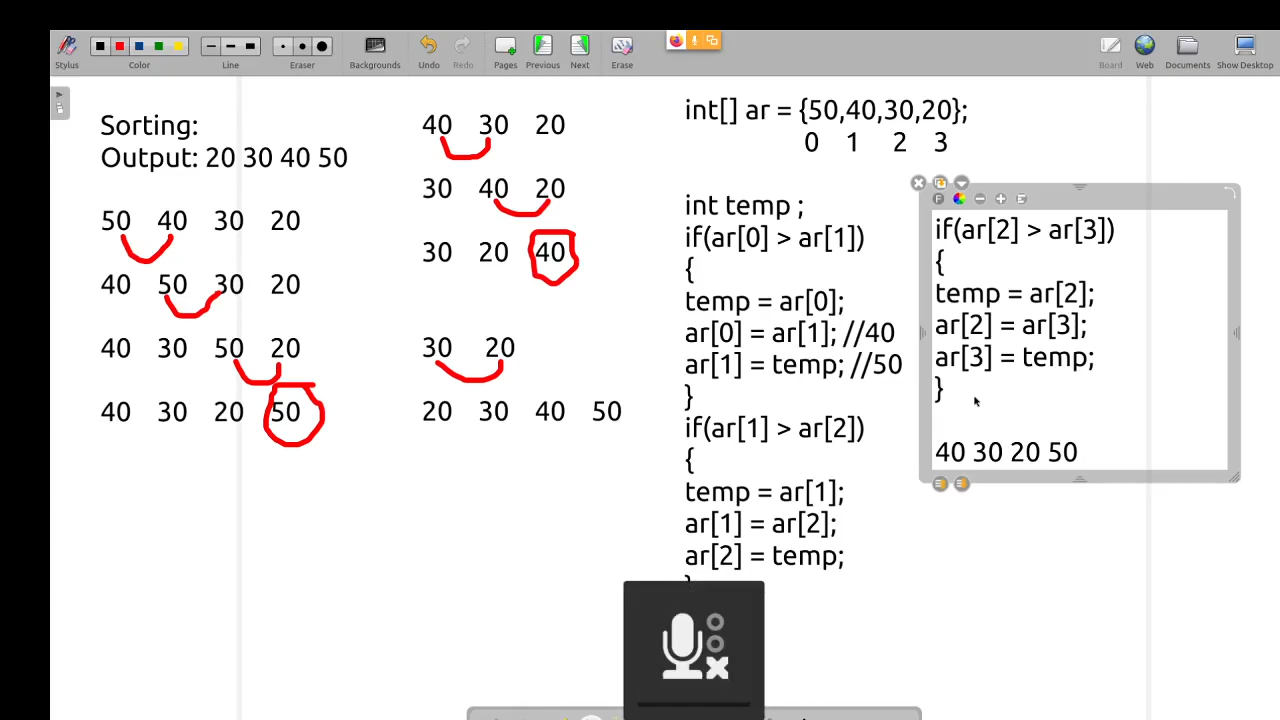 Stylus Color Line Eraser Backgrounds Undo Redo Pages Previous Next Erase Board Web Documents Show Desktop
Sorting:
Output: 20 30 40 50
50 40 30 20
40 50 30 20
40 30 50 20
40 30 20 50
40 30 20
30 40 20
30 20 40
30 20
20 30 40 50
int[] ar = {50,40,30,20};
0 1 2 3
int temp ;
if(ar[0] > ar[1])
{
temp = ar[0];
ar[0] = ar[1]; //40
ar[1] = temp; //50
}
if(ar[1] > ar[2])
{
temp = ar[1];
ar[1] = ar[2];
ar[2] = temp;
}
if(ar[2] > ar[3])
{
temp = ar[2];
ar[2] = ar[3];
ar[3] = temp;
}
40 30 20 50